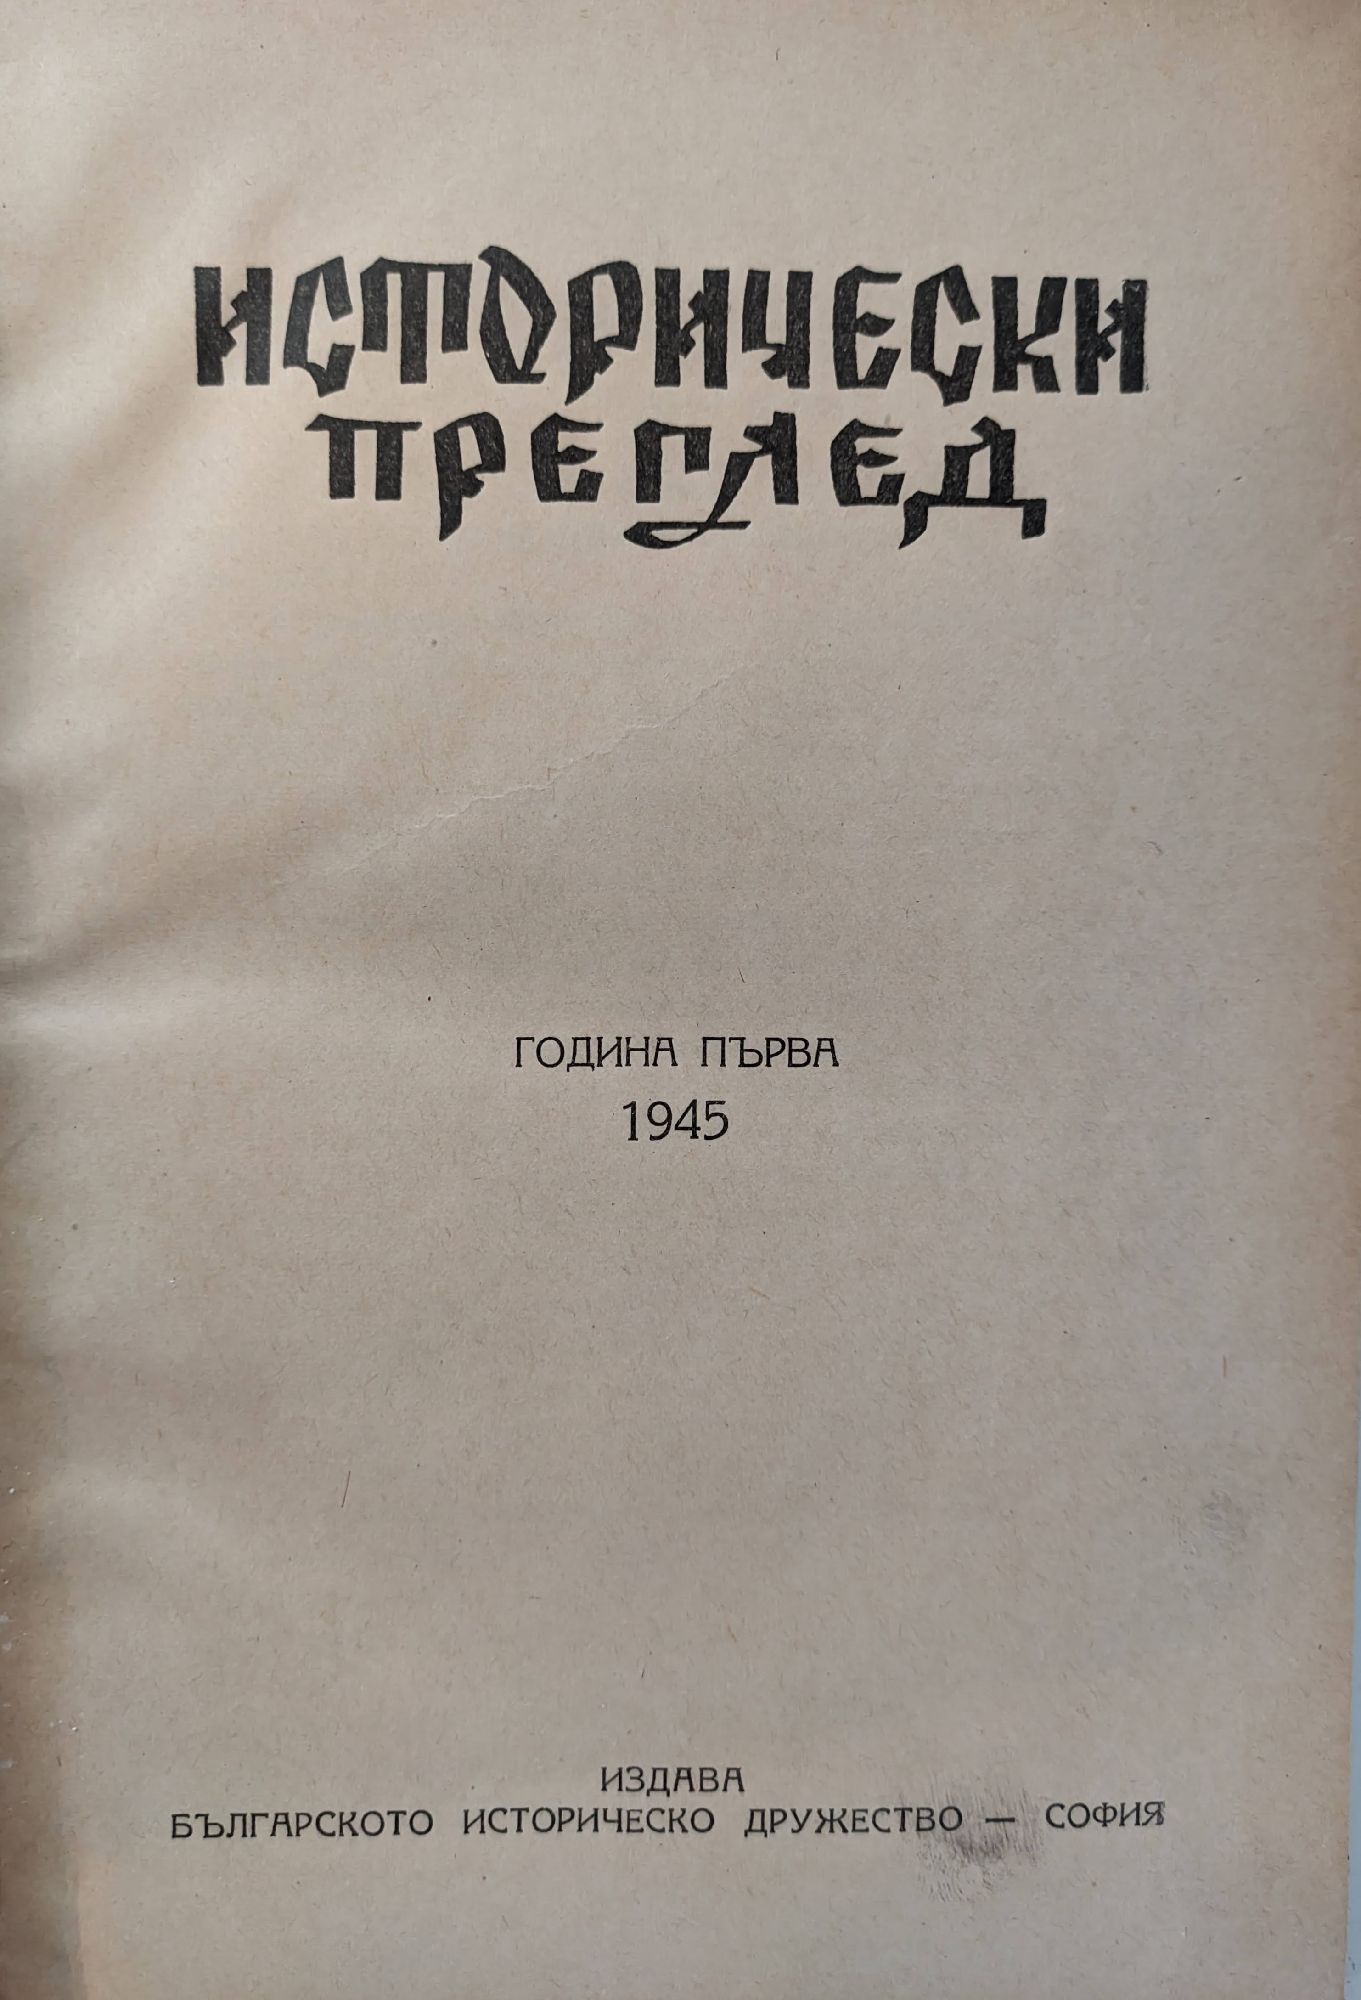 ИСТОРИЧЕСКИ
ПРЕГЛЕД
ГОДИНА ПЪРВА
1945
ИЗДАВА
БЪЛГАРСКОТО ИСТОРИЧЕСКО ДРУЖЕСТВО — СОФИЯ